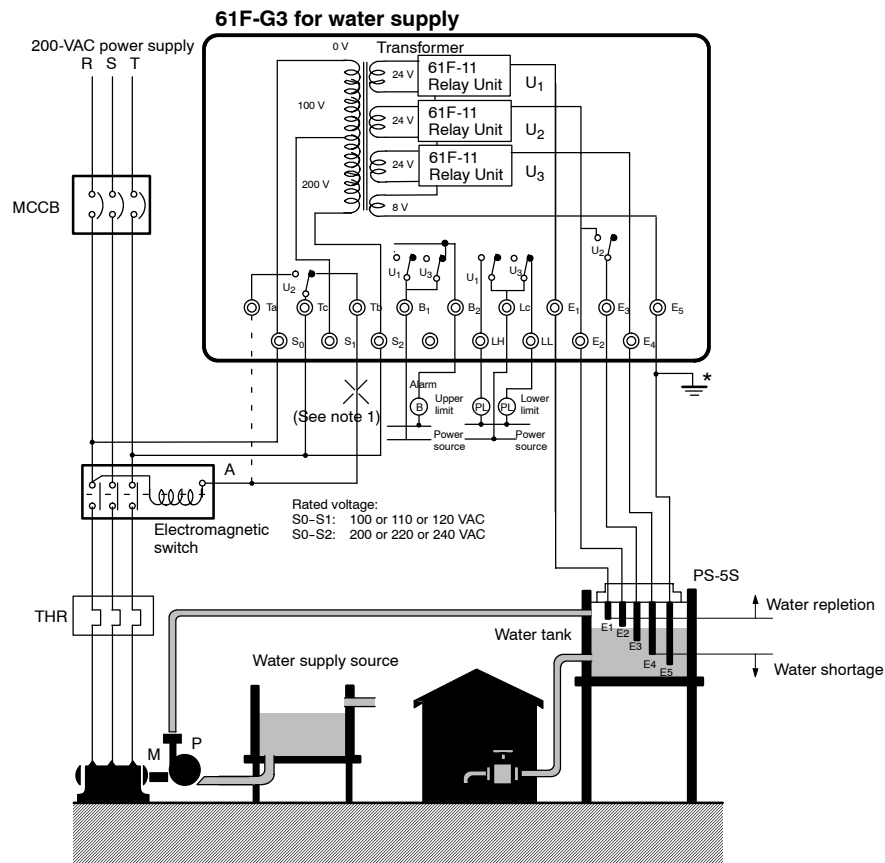 61F-G3 for water supply
200-VAC power supply
R S T
0 V
Transformer
24 V
61F-11
Relay Unit
U1
100 V
24 V
61F-11
Relay Unit
U2
24 V
61F-11
Relay Unit
U3
200 V
8 V
MCCB
U2
U1
U3
U1
U3
U2
Ta Tc Tb B1 B2 Lc E1 E3 E5
S0 S1 S2 LH LL E2 E4
*
(See note 1)
Alarm
B
Upper
limit
PL PL
Lower
limit
Power
source
Power
source
A
Electromagnetic
switch
Rated voltage:
S0-S1: 100 or 110 or 120 VAC
S0-S2: 200 or 220 or 240 VAC
PS-5S
THR
Water tank
E1
E2
E3
E4
E5
Water repletion
Water shortage
Water supply source
M P